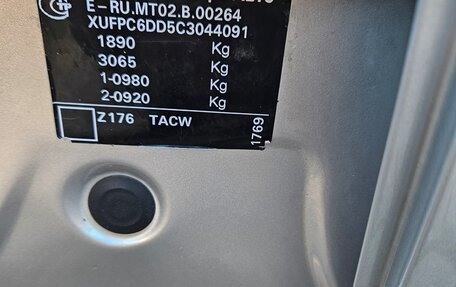 E-RU.MT02.B.00264
XUFPC6DD5C3044091
1890 Kg
3065 Kg
1-0980 Kg
2-0920 Kg
Z176 TACW
1769